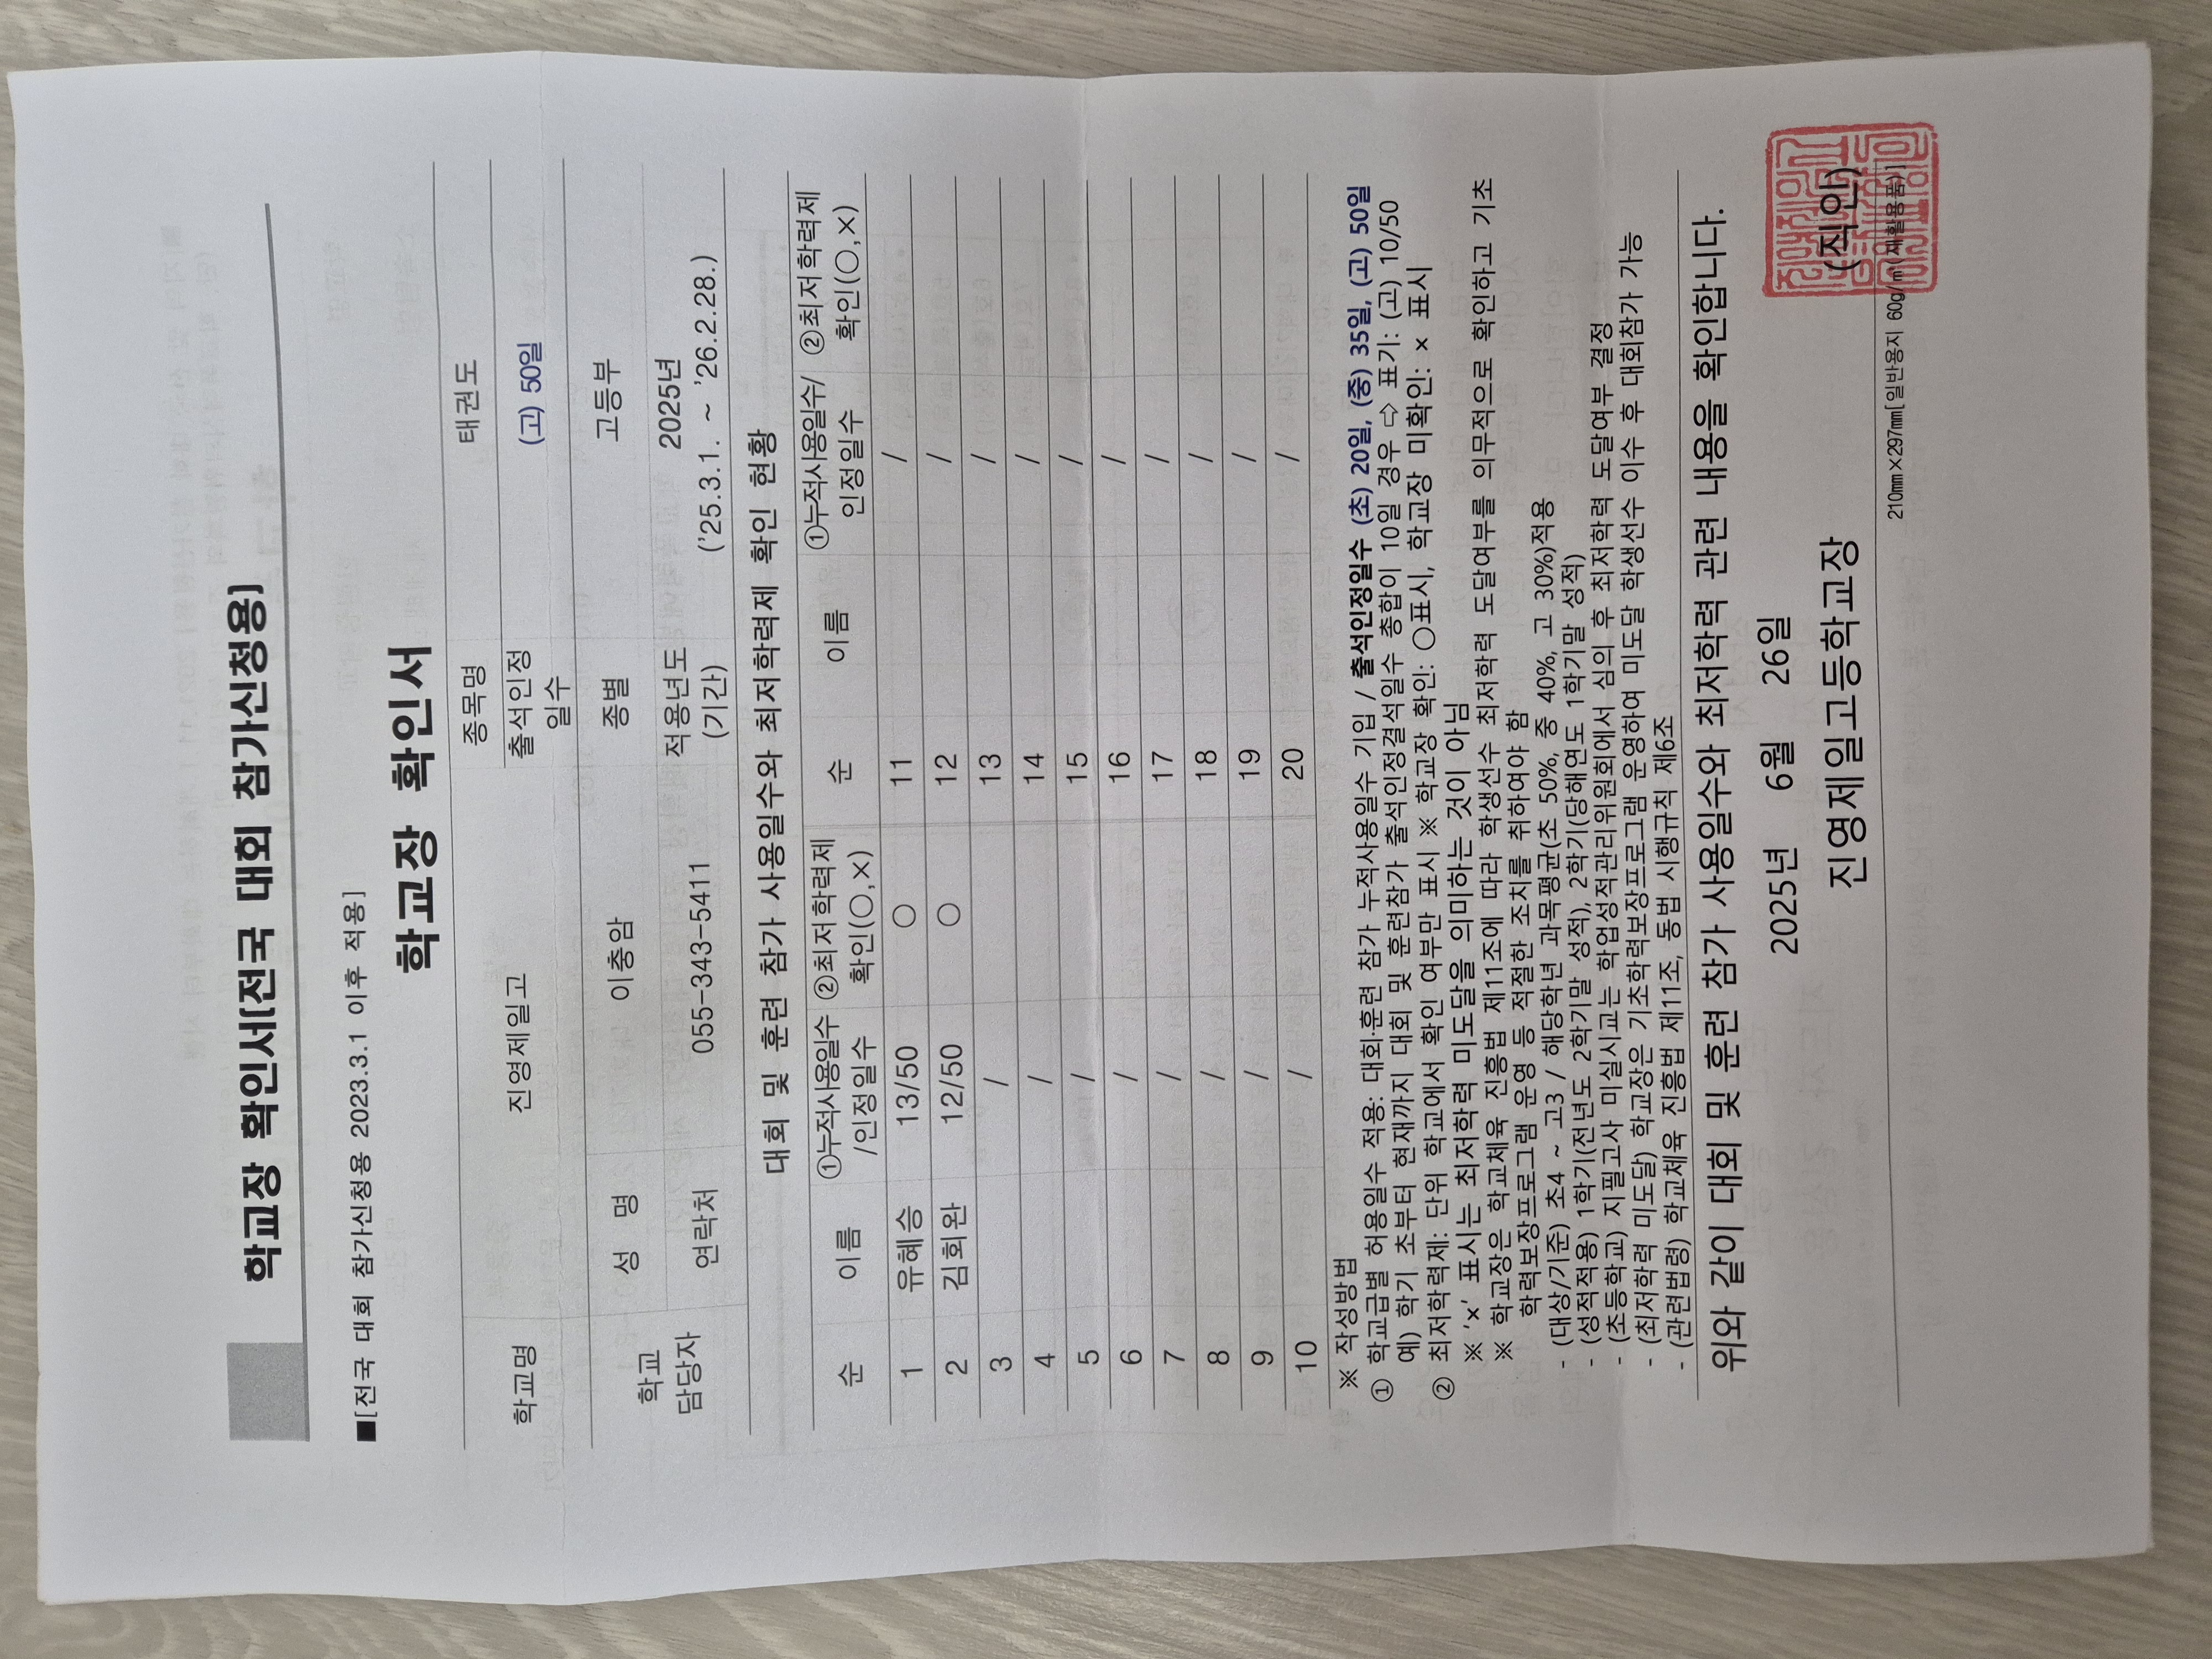 학교장 확인서[전국 대회 참가신청용]
■[전국 대회 참가신청용 2023.3.1 이후 적용]
학교장 확인서
학교명 진영제일고 종목명 태권도
출석인정일수 (고) 50일
학교 담당자 성 명 이충암 종별 고등부
연락처 055-343-5411 적용년도(기간) 2025년 ('25.3.1. ~ '26.2.28.)
대회 및 훈련 참가 사용일수와 최저학력제 확인 현황
순 이름 ①누적사용일수/인정일수 ②최저학력제 확인(○,×) 순 이름 ①누적사용일수/인정일수 ②최저학력제 확인(○,×)
1 유혜승 13/50 ○ 11 /
2 김회완 12/50 ○ 12 /
3 / 13 /
4 / 14 /
5 / 15 /
6 / 16 /
7 / 17 /
8 / 18 /
9 / 19 /
10 / 20 /
※ 작성방법
① 학교급별 허용일수 적용: 대회·훈련 참가 누적사용일수 기입 / 출석인정일수 (초) 20일, (중) 35일, (고) 50일
예) 학기 초부터 현재까지 대회 및 훈련참가 출석인정결석일수 총합이 10일 경우 ⇨ 표기: (고) 10/50
② 최저학력제: 단위 학교에서 확인 여부만 표시 ※ 학교장 확인: ○표시, 학교장 미확인: × 표시
※ '×' 표시는 최저학력 미도달을 의미하는 것이 아님
※ 학교장은 학교체육 진흥법 제11조에 따라 학생선수 최저학력 도달여부를 의무적으로 확인하고 기초
학력보장프로그램 운영 등 적절한 조치를 취하여야 함
- (대상/기준) 초4 ~ 고3 / 해당학년 과목평균(초 50%, 중 40%, 고 30%)적용
- (성적적용) 1학기(전년도 2학기말 성적), 2학기(당해연도 1학기말 성적)
- (초등학교) 지필고사 미실시교는 학업성적관리위원회에서 심의 후 최저학력 도달여부 결정
- (최저학력 미도달) 학교장은 기초학력보장프로그램 운영하여 미도달 학생선수 이수 후 대회참가 가능
- (관련법령) 학교체육 진흥법 제11조, 동법 시행규칙 제6조
위와 같이 대회 및 훈련 참가 사용일수와 최저학력 관련 내용을 확인합니다.
2025년 6월 26일
진영제일고등학교장 (직인)
210㎜×297㎜[일반용지 60g/㎡(재활용품)]